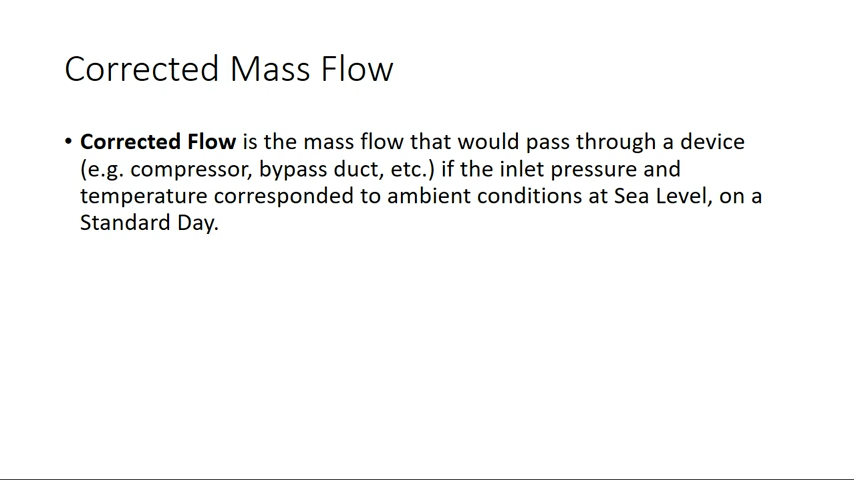 Corrected Mass Flow
• Corrected Flow is the mass flow that would pass through a device
(e.g. compressor, bypass duct, etc.) if the inlet pressure and
temperature corresponded to ambient conditions at Sea Level, on a
Standard Day.